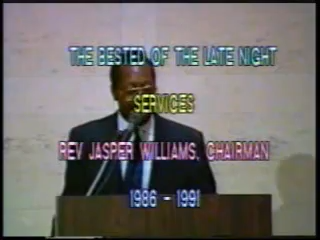 THE BESTED OF THE LATE NIGHT
SERVICES
REV JASPER WILLIAMS, CHAIRMAN
1986 - 1991